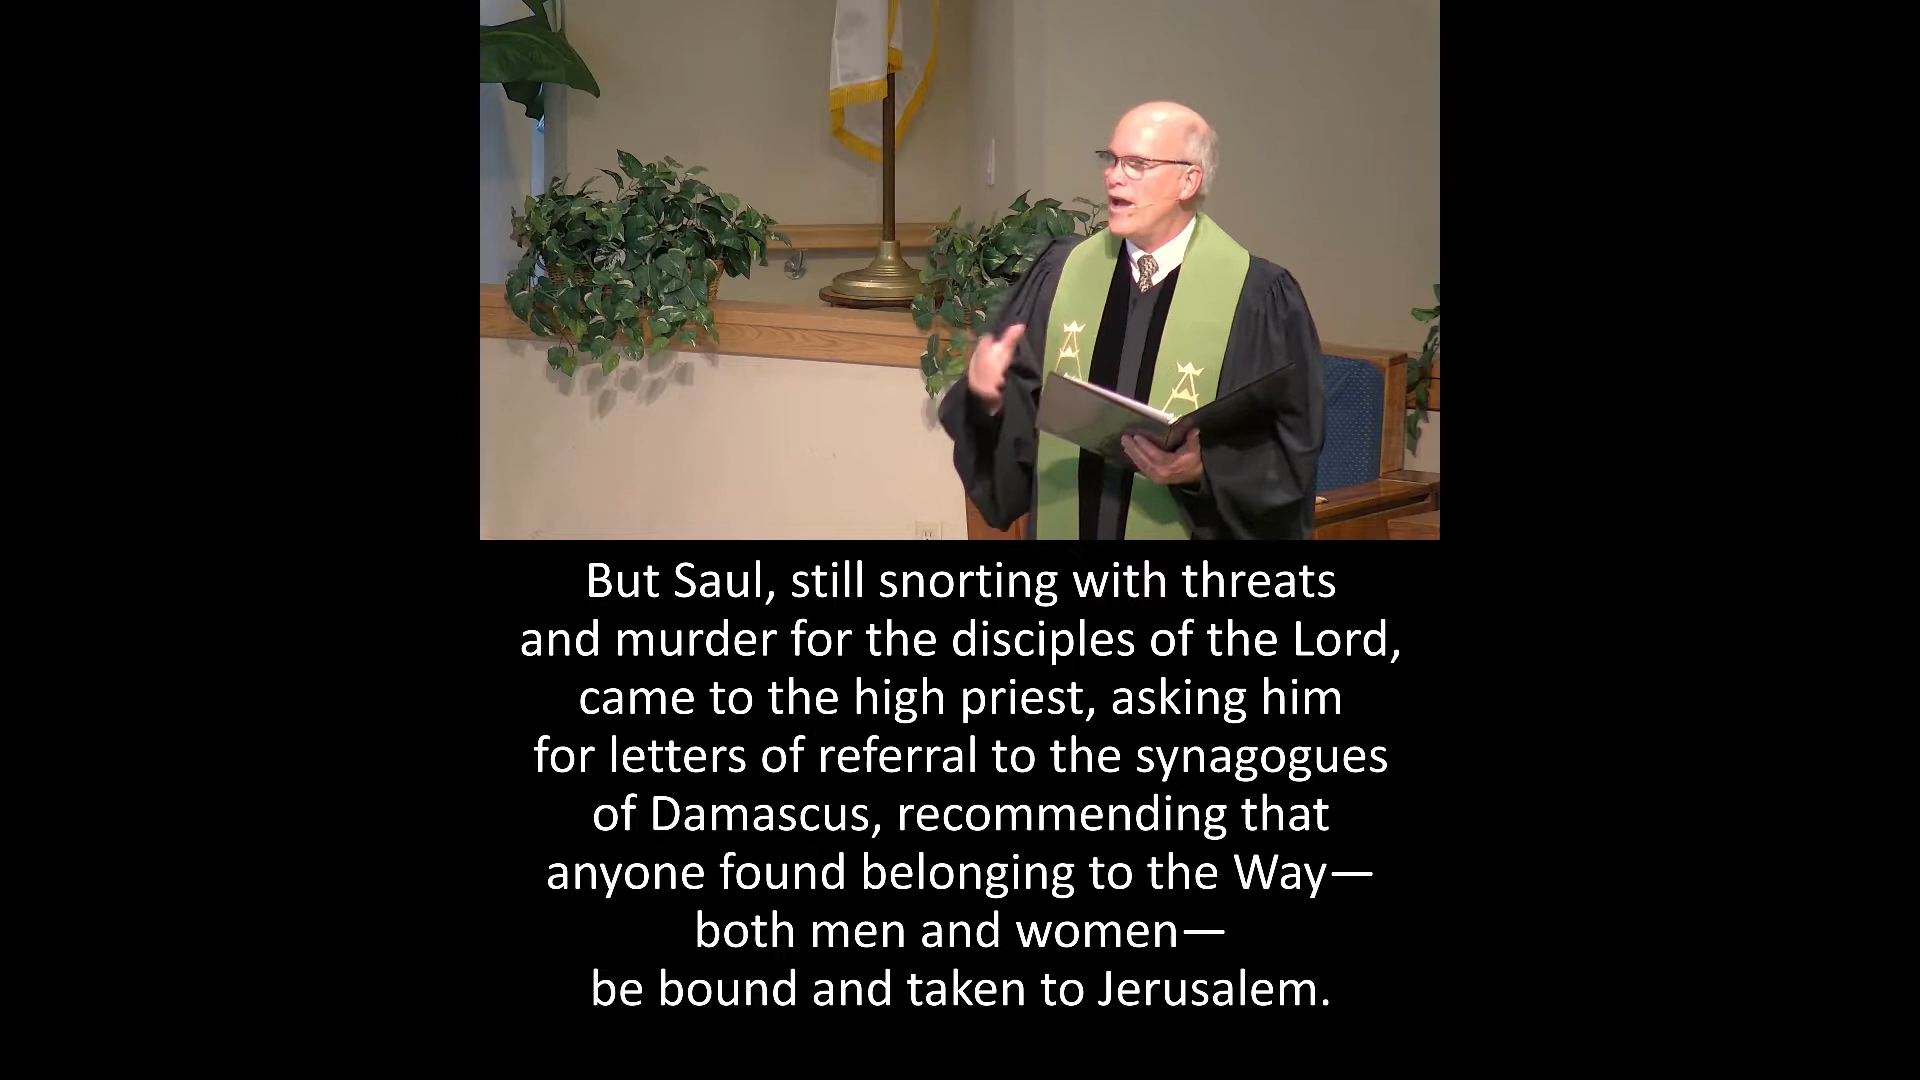 But Saul, still snorting with threats
and murder for the disciples of the Lord,
came to the high priest, asking him
for letters of referral to the synagogues
of Damascus, recommending that
anyone found belonging to the Way—
both men and women—
be bound and taken to Jerusalem.